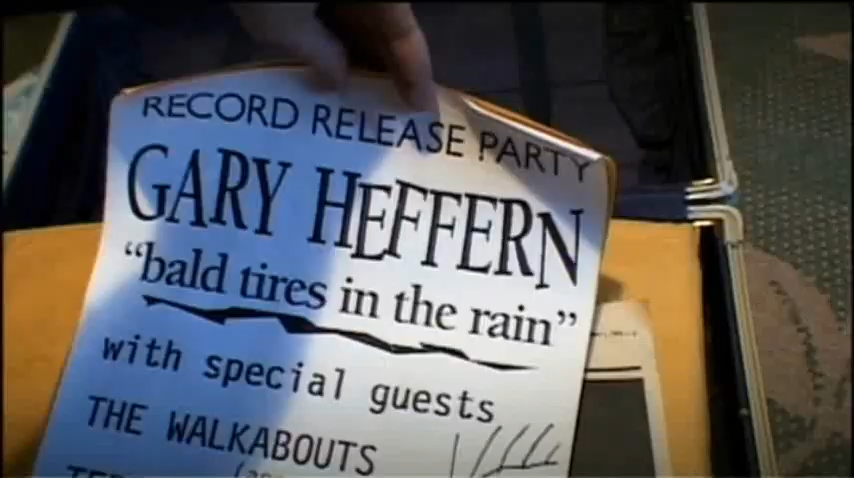 RECORD RELEASE PARTY
GARY HEFFERN
“bald tires in the rain”
with special guests
THE WALKABOUTS